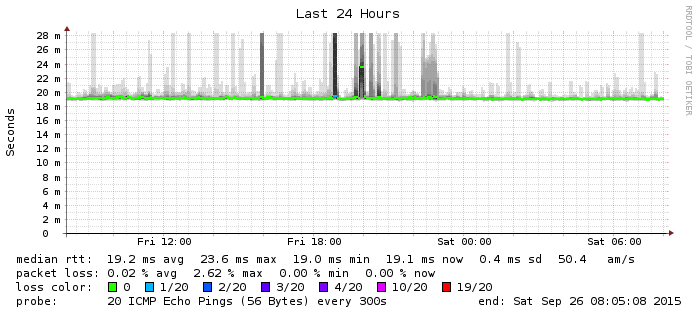 Last 24 Hours
RRDTOOL / TOBI OETIKER
Seconds
28 m
26 m
24 m
22 m
20 m
18 m
16 m
14 m
12 m
10 m
8 m
6 m
4 m
2 m
0
Fri 12:00 Fri 18:00 Sat 00:00 Sat 06:00
median rtt: 19.2 ms avg 23.6 ms max 19.0 ms min 19.1 ms now 0.4 ms sd 50.4 am/s
packet loss: 0.02 % avg 2.62 % max 0.00 % min 0.00 % now
loss color: 0 1/20 2/20 3/20 4/20 10/20 19/20
probe: 20 ICMP Echo Pings (56 Bytes) every 300s end: Sat Sep 26 08:05:08 2015